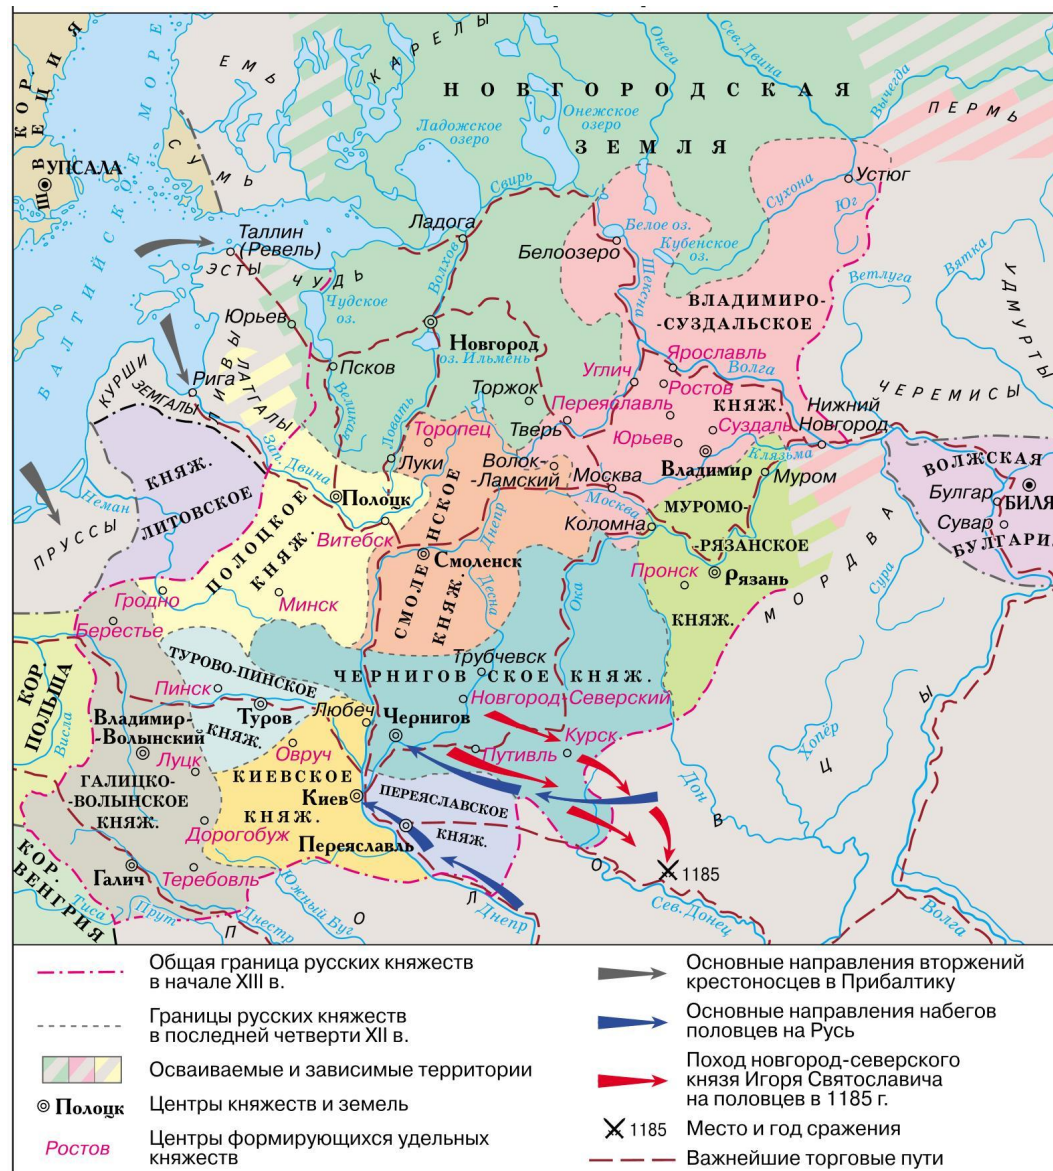 КОР.
ШВЕЦИЯ
УПСАЛА
БАЛТИЙСКОЕ МОРЕ
СУМЬ
ЕМЬ
КАРЕЛЫ
НОВГОРОДСКАЯ
ЗЕМЛЯ
Ладожское
озеро
Онежское
озеро
Онега
Сев. Двина
Вычегда
ПЕРМЬ
Свирь
Сухона
Устюг
Юг
Таллин
(Ревель)
ЭСТЫ
ЧУДЬ
Ладога
Волхов
Белоозеро
Белое оз.
Кубенское
оз.
Шексна
Ветлуга
Вятка
УДМУРТЫ
Чудское
оз.
Юрьев
ВЛАДИМИРО-
-СУЗДАЛЬСКОЕ
КНЯЖ.
Новгород
оз. Ильмень
Псков
Великая
Ловать
Торжок
Углич
Ярославль
Волга
Ростов
Переяславль
Суздаль
Тверь
Юрьев
Нижний
Новгород
ЧЕРЕМИСЫ
КУРШИ
Рига
ЗЕМГАЛЫ
ЛИВЫ
ЛАТГАЛЫ
Зап. Двина
Торопец
Луки
Волок-
-Ламский
Владимир
Клязьма
Муром
Москва
Москва
Коломна
МУРОМО-
-РЯЗАНСКОЕ
КНЯЖ.
Пронск
Рязань
ВОЛЖСКАЯ
Булгар
БИЛЯР
Сувар
БУЛГАРИЯ
МОРДВА
Сура
КНЯЖ.
ЛИТОВСКОЕ
Неман
ПРУССЫ
Полоцк
Витебск
ПОЛОЦКОЕ
КНЯЖ.
Гродно
Минск
Берестье
СМОЛЕНСКОЕ
КНЯЖ.
Днепр
Смоленск
Десна
Ока
КОР.
ПОЛЬША
Висла
ТУРОВО-ПИНСКОЕ
КНЯЖ.
Пинск
Туров
Трубчевск
ЧЕРНИГОВСКОЕ КНЯЖ.
Новгород-Северский
Любеч
Чернигов
Путивль
Курск
Владимир-
-Волынский
Луцк
Овруч
ГАЛИЦКО-
-ВОЛЫНСКОЕ
КНЯЖ.
КИЕВСКОЕ
КНЯЖ.
Киев
ПЕРЕЯСЛАВСКОЕ
КНЯЖ.
Переяславль
Дорогобуж
Галич
Теребовль
КОР.
ВЕНГРИЯ
Тиса
Прут
Днестр
Южный Буг
Днепр
Сев. Донец
Дон
Хопёр
Волга
ПОЛОВЦЫ
1185
Общая граница русских княжеств
в начале XIII в.
Границы русских княжеств
в последней четверти XII в.
Осваиваемые и зависимые территории
Полоцк Центры княжеств и земель
Ростов Центры формирующихся удельных
княжеств
Основные направления вторжений
крестоносцев в Прибалтику
Основные направления набегов
половцев на Русь
Поход новгород-северского
князя Игоря Святославича
на половцев в 1185 г.
1185 Место и год сражения
Важнейшие торговые пути